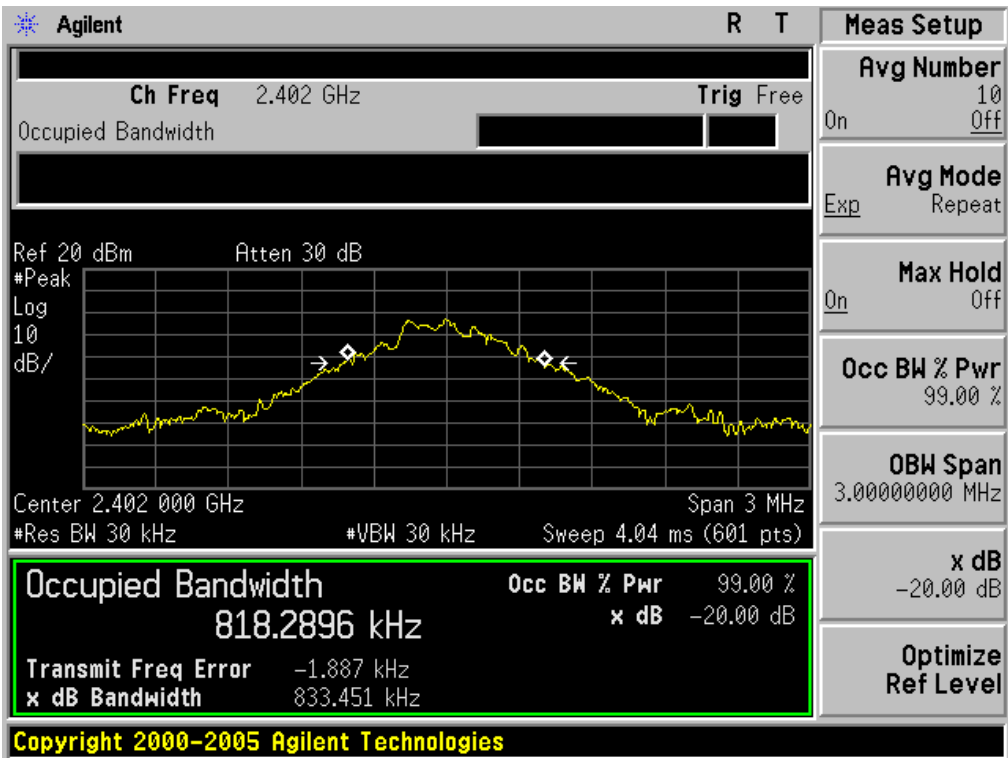 Agilent R T
Ch Freq 2.402 GHz Trig Free
Occupied Bandwidth
Ref 20 dBm Atten 30 dB
#Peak
Log
10
dB/
Center 2.402 000 GHz Span 3 MHz
#Res BW 30 kHz #VBW 30 kHz Sweep 4.04 ms (601 pts)
Occupied Bandwidth Occ BW % Pwr 99.00 %
818.2896 kHz x dB -20.00 dB
Transmit Freq Error -1.887 kHz
x dB Bandwidth 833.451 kHz
Copyright 2000-2005 Agilent Technologies
Meas Setup
Avg Number
10
On Off
Avg Mode
Exp Repeat
Max Hold
On Off
Occ BW % Pwr
99.00 %
OBW Span
3.00000000 MHz
x dB
-20.00 dB
Optimize
Ref Level